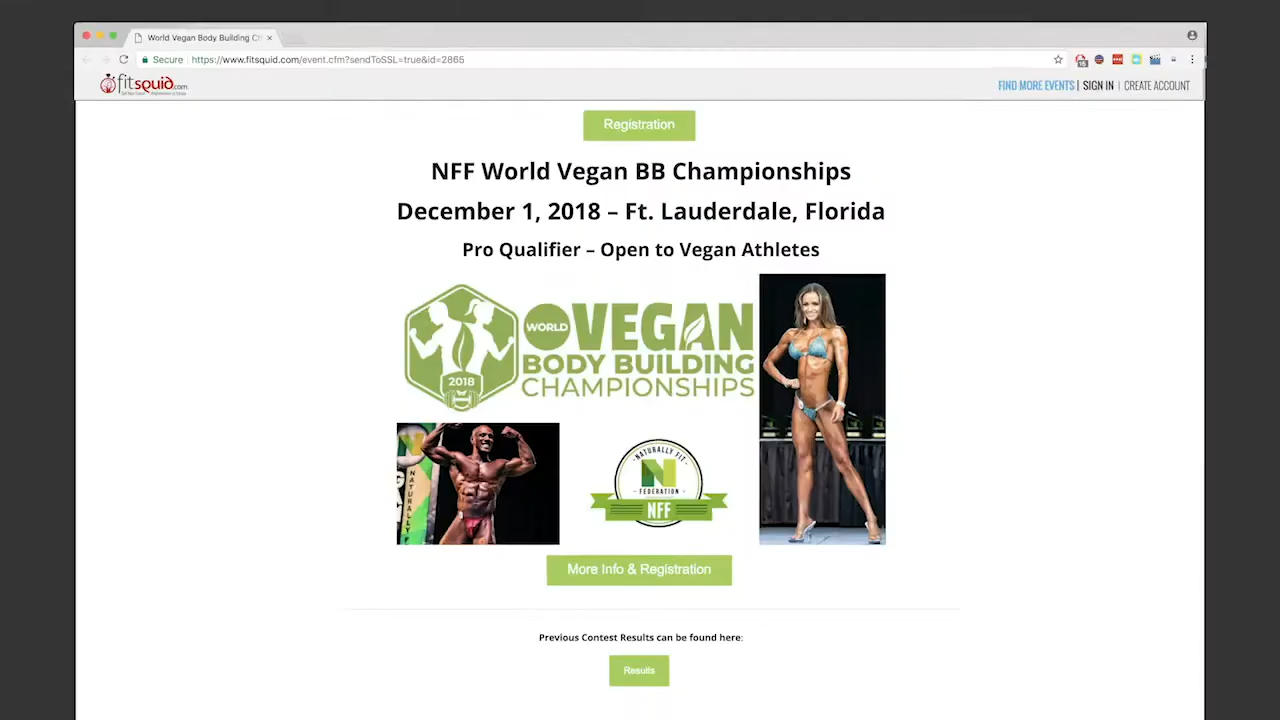 World Vegan Body Building Ch
Secure
https://www.fitsquid.com/event.cfm?sendToSSL=true&id=2865
fitsquid.com
FIND MORE EVENTS | SIGN IN | CREATE ACCOUNT
Registration
NFF World Vegan BB Championships
December 1, 2018 – Ft. Lauderdale, Florida
Pro Qualifier – Open to Vegan Athletes
WORLD VEGAN
BODY BUILDING
CHAMPIONSHIPS
2018
NATURALLY F
NATURALLY FIT
N
FEDERATION
NFF
More Info & Registration
Previous Contest Results can be found here:
Results